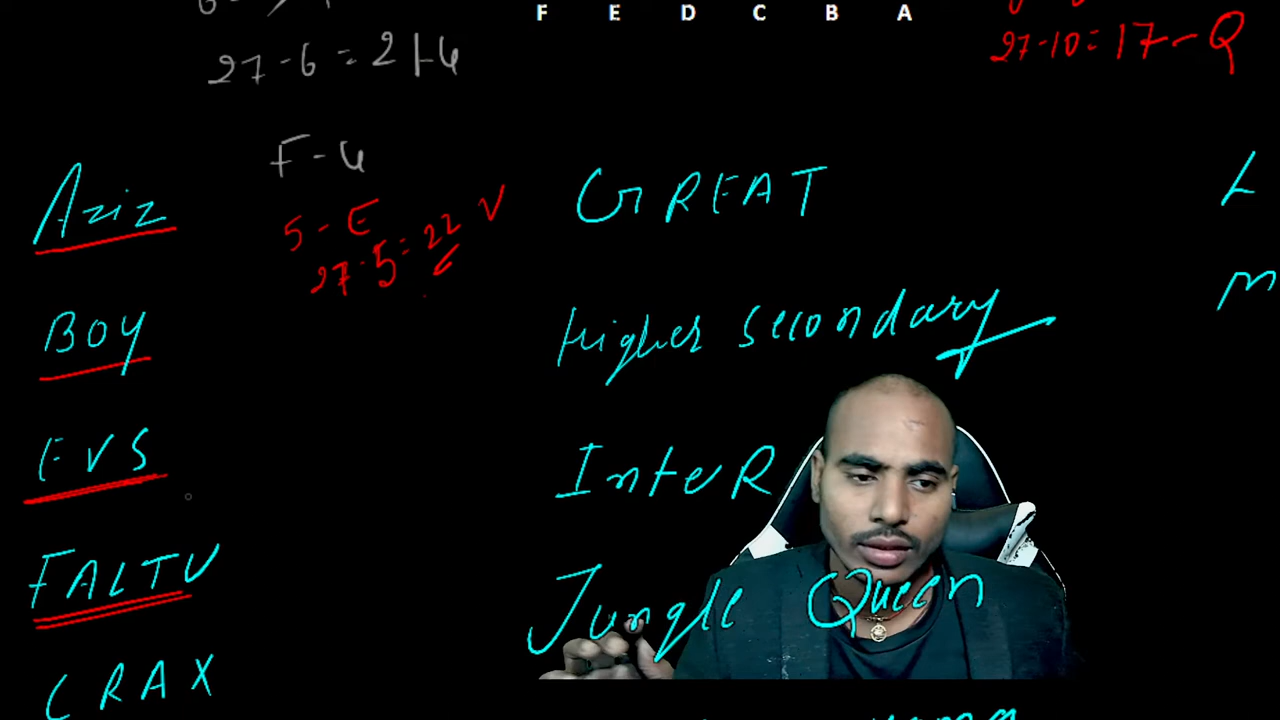 F E D C B A
27-6=21-U
27-10=17-Q
F-U
Aziz
GREAT
L
5-E
27-5=22 V
BOY
Higher Secondary
M
EVS
InteR
FALTU
Jungle Queen
CRAX